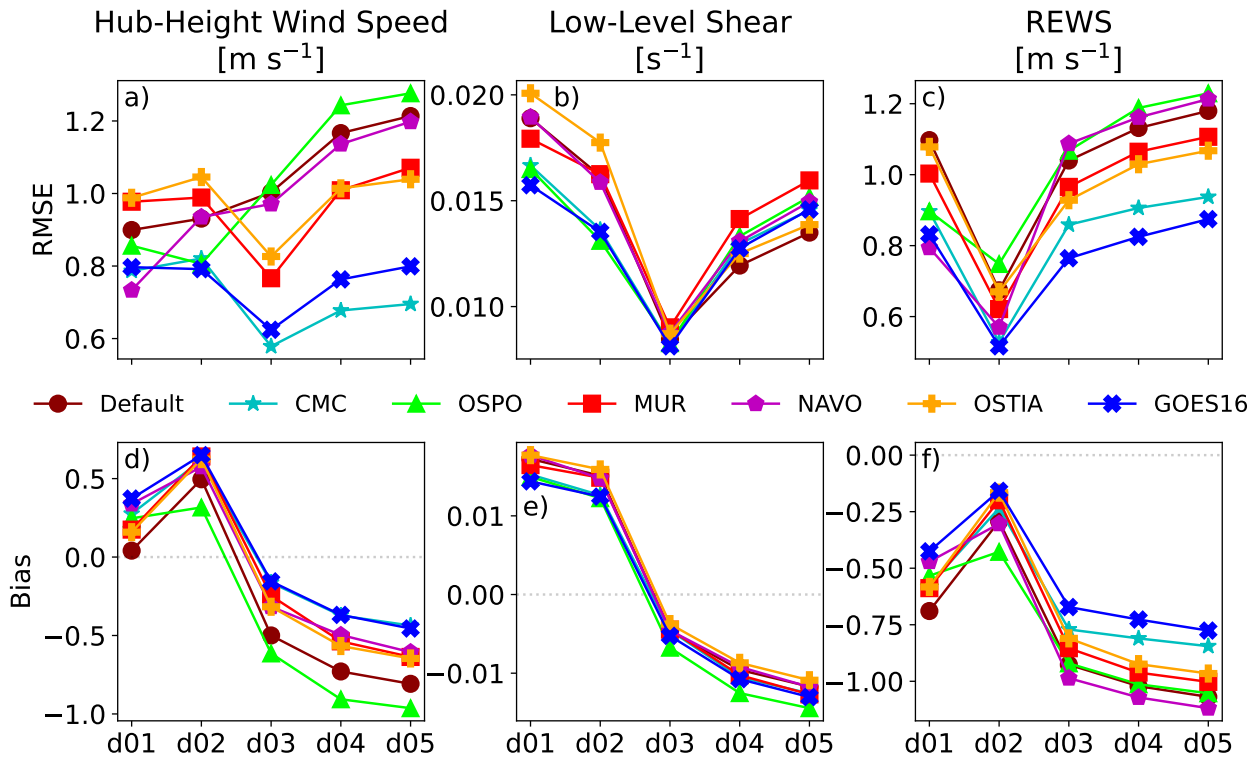 Hub-Height Wind Speed
[m s⁻¹]
Low-Level Shear
[s⁻¹]
REWS
[m s⁻¹]
a)
b)
c)
RMSE
1.2
1.0
0.8
0.6
0.020
0.015
0.010
1.2
1.0
0.8
0.6
Default CMC OSPO MUR NAVO OSTIA GOES16
d)
e)
f)
Bias
0.5
0.0
−0.5
−1.0
0.01
0.00
−0.01
0.00
−0.25
−0.50
−0.75
−1.00
d01 d02 d03 d04 d05
d01 d02 d03 d04 d05
d01 d02 d03 d04 d05